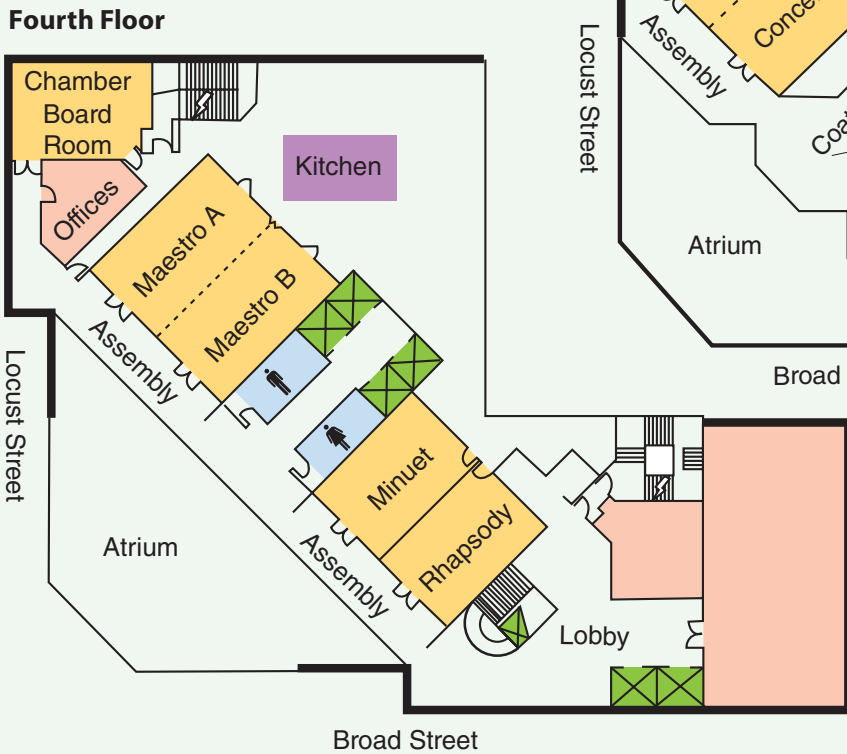 Fourth Floor
Chamber
Board
Room
Offices
Kitchen
Maestro A
Maestro B
Assembly
Locust Street
Minuet
Rhapsody
Assembly
Atrium
Lobby
Broad Street
Locust Street
Assembly
Atrium
Broad